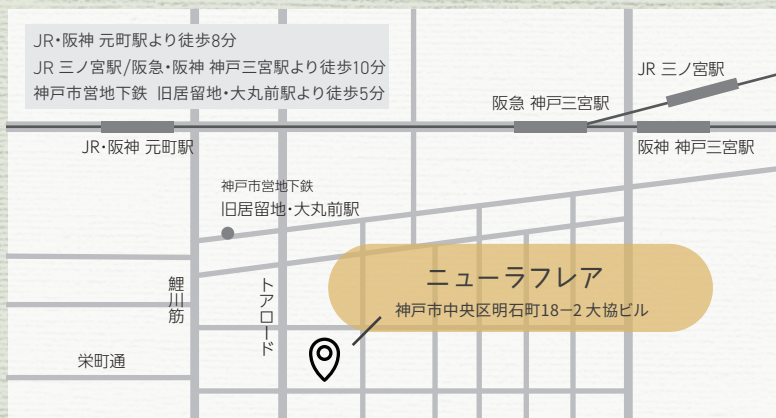 JR・阪神 元町駅より徒歩8分
JR 三ノ宮駅/阪急・阪神 神戸三宮駅より徒歩10分
神戸市営地下鉄 旧居留地・大丸前駅より徒歩5分
JR 三ノ宮駅
阪急 神戸三宮駅
JR・阪神 元町駅
阪神 神戸三宮駅
神戸市営地下鉄
旧居留地・大丸前駅
鯉川筋
トアロード
ニューラフレア
神戸市中央区明石町18−2 大協ビル
栄町通